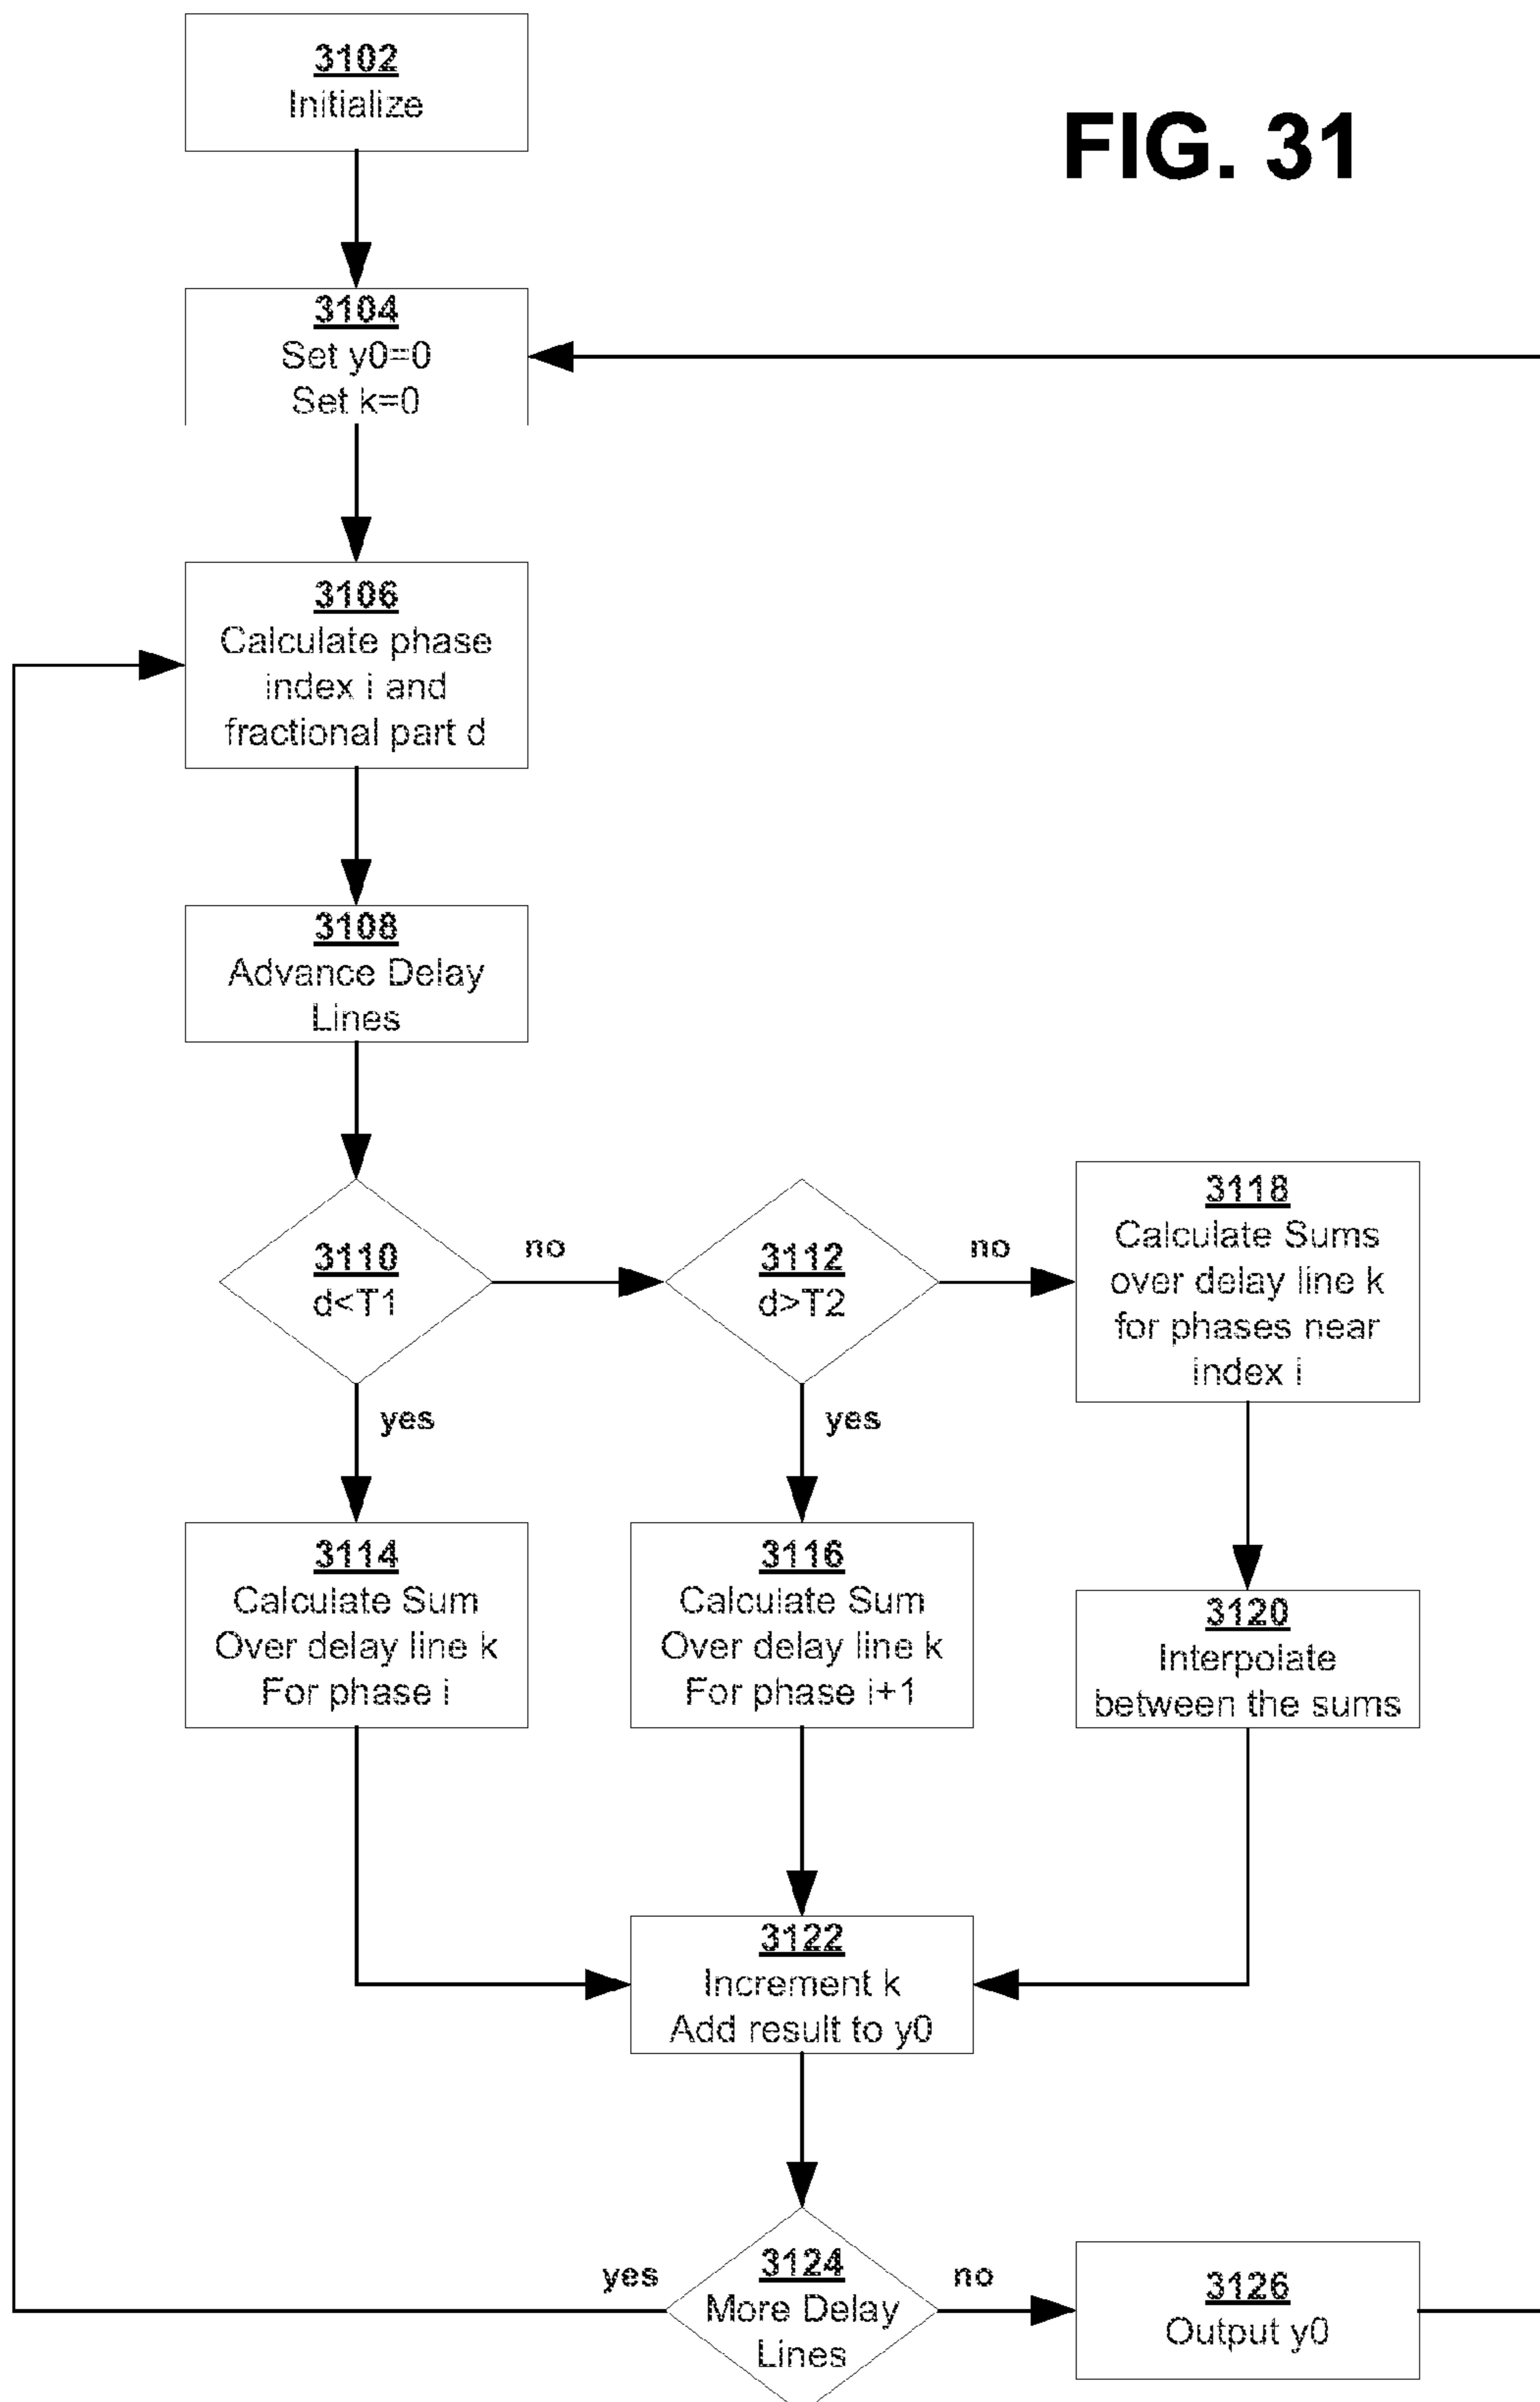 3102
Initialize
FIG. 31
3104
Set y0=0
Set k=0
3106
Calculate phase
index i and
fractional part d
3108
Advance Delay
Lines
3110
d<T1
no
3112
d>T2
no
3118
Calculate Sums
over delay line k
for phases near
index i
yes
yes
3114
Calculate Sum
Over delay line k
For phase i
3116
Calculate Sum
Over delay line k
For phase i+1
3120
Interpolate
between the sums
3122
Increment k
Add result to y0
yes
3124
More Delay
Lines
no
3126
Output y0